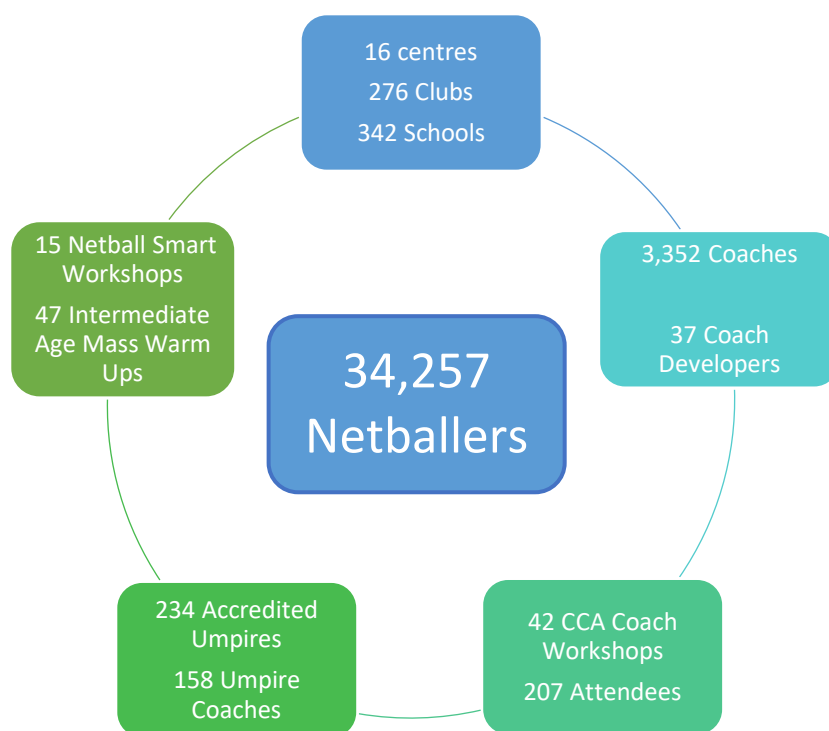 16 centres
276 Clubs
342 Schools
15 Netball Smart
Workshops
47 Intermediate
Age Mass Warm
Ups
3,352 Coaches
37 Coach
Developers
34,257
Netballers
234 Accredited
Umpires
158 Umpire
Coaches
42 CCA Coach
Workshops
207 Attendees